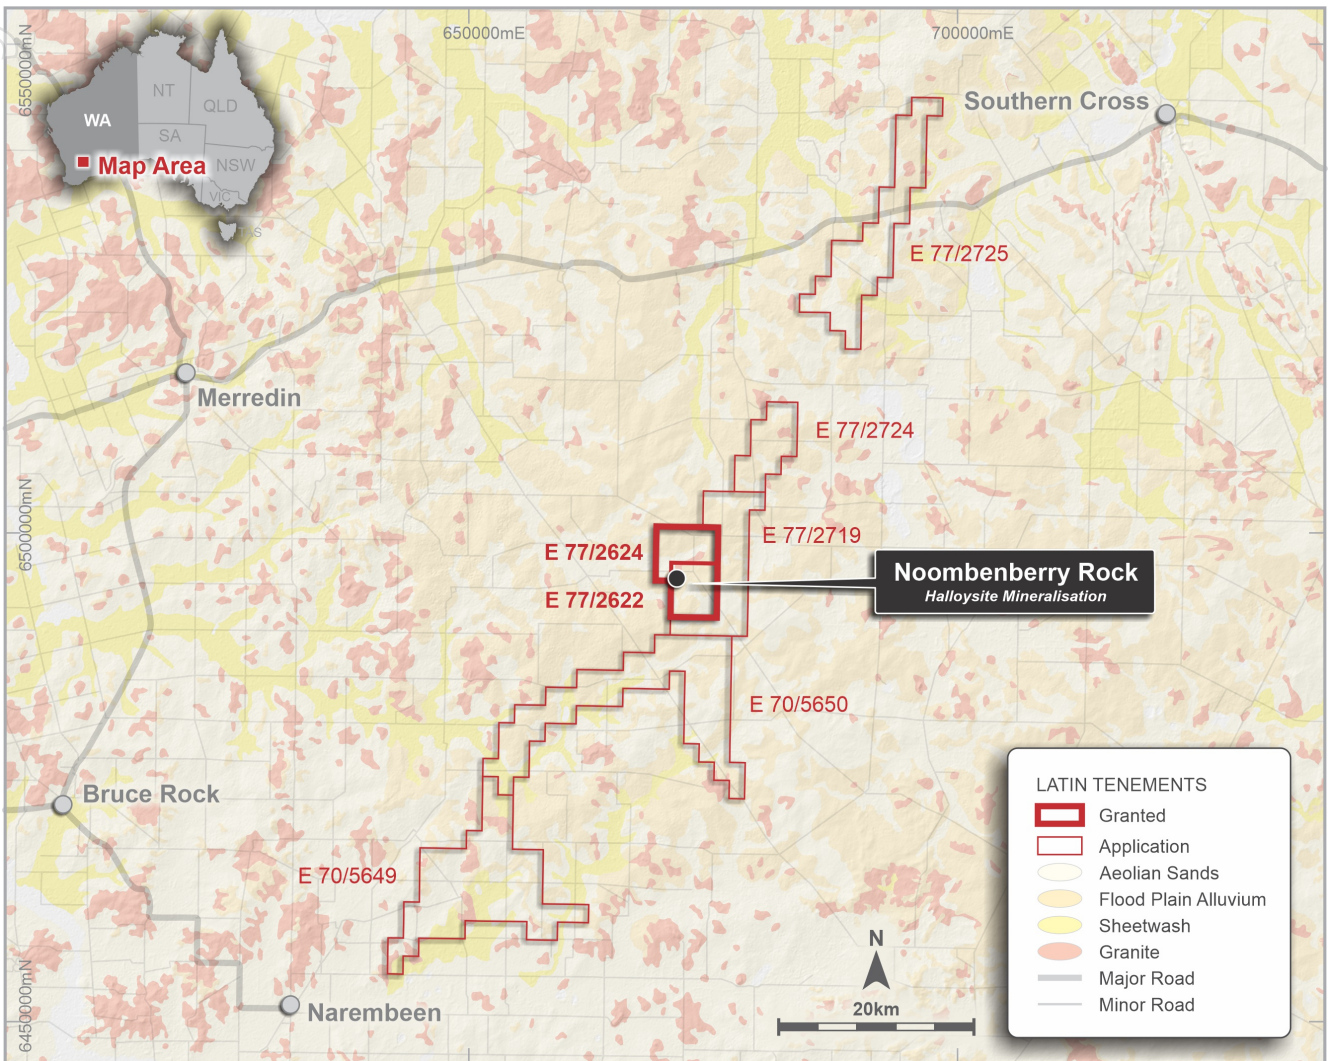 650000mE
700000mE
6550000mN
Southern Cross
NT
QLD
WA
SA
Map Area
NSW
VIC
TAS
E 77/2725
Merredin
E 77/2724
6500000mN
E 77/2719
E 77/2624
Noombenberry Rock
Halloysite Mineralisation
E 77/2622
E 70/5650
Bruce Rock
E 70/5649
LATIN TENEMENTS
Granted
Application
Aeolian Sands
Flood Plain Alluvium
Sheetwash
Granite
Major Road
Minor Road
N
20km
Narembeen
6450000mN